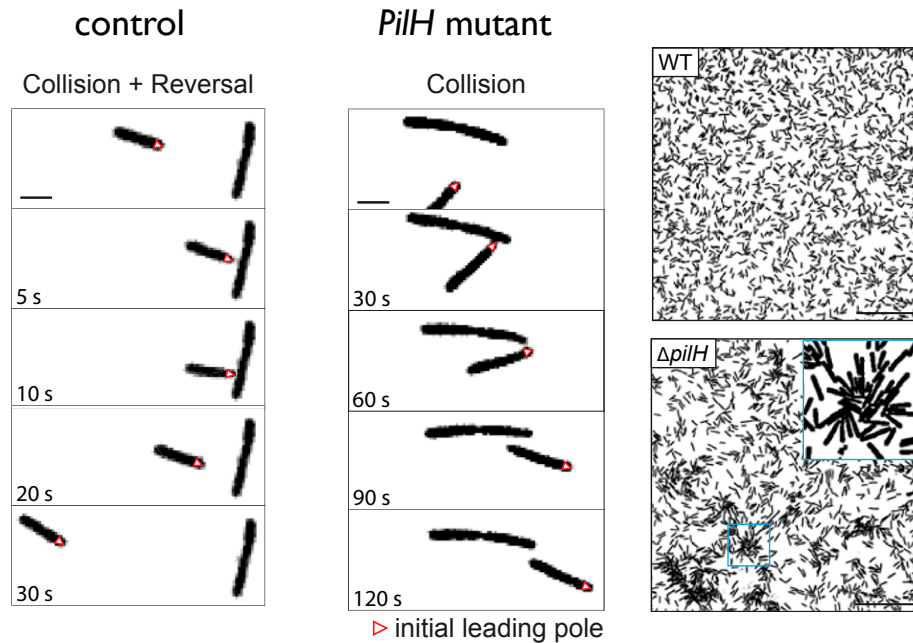 control
Collision + Reversal
5 s
10 s
20 s
30 s
PilH mutant
Collision
30 s
60 s
90 s
120 s
initial leading pole
WT
ΔpilH